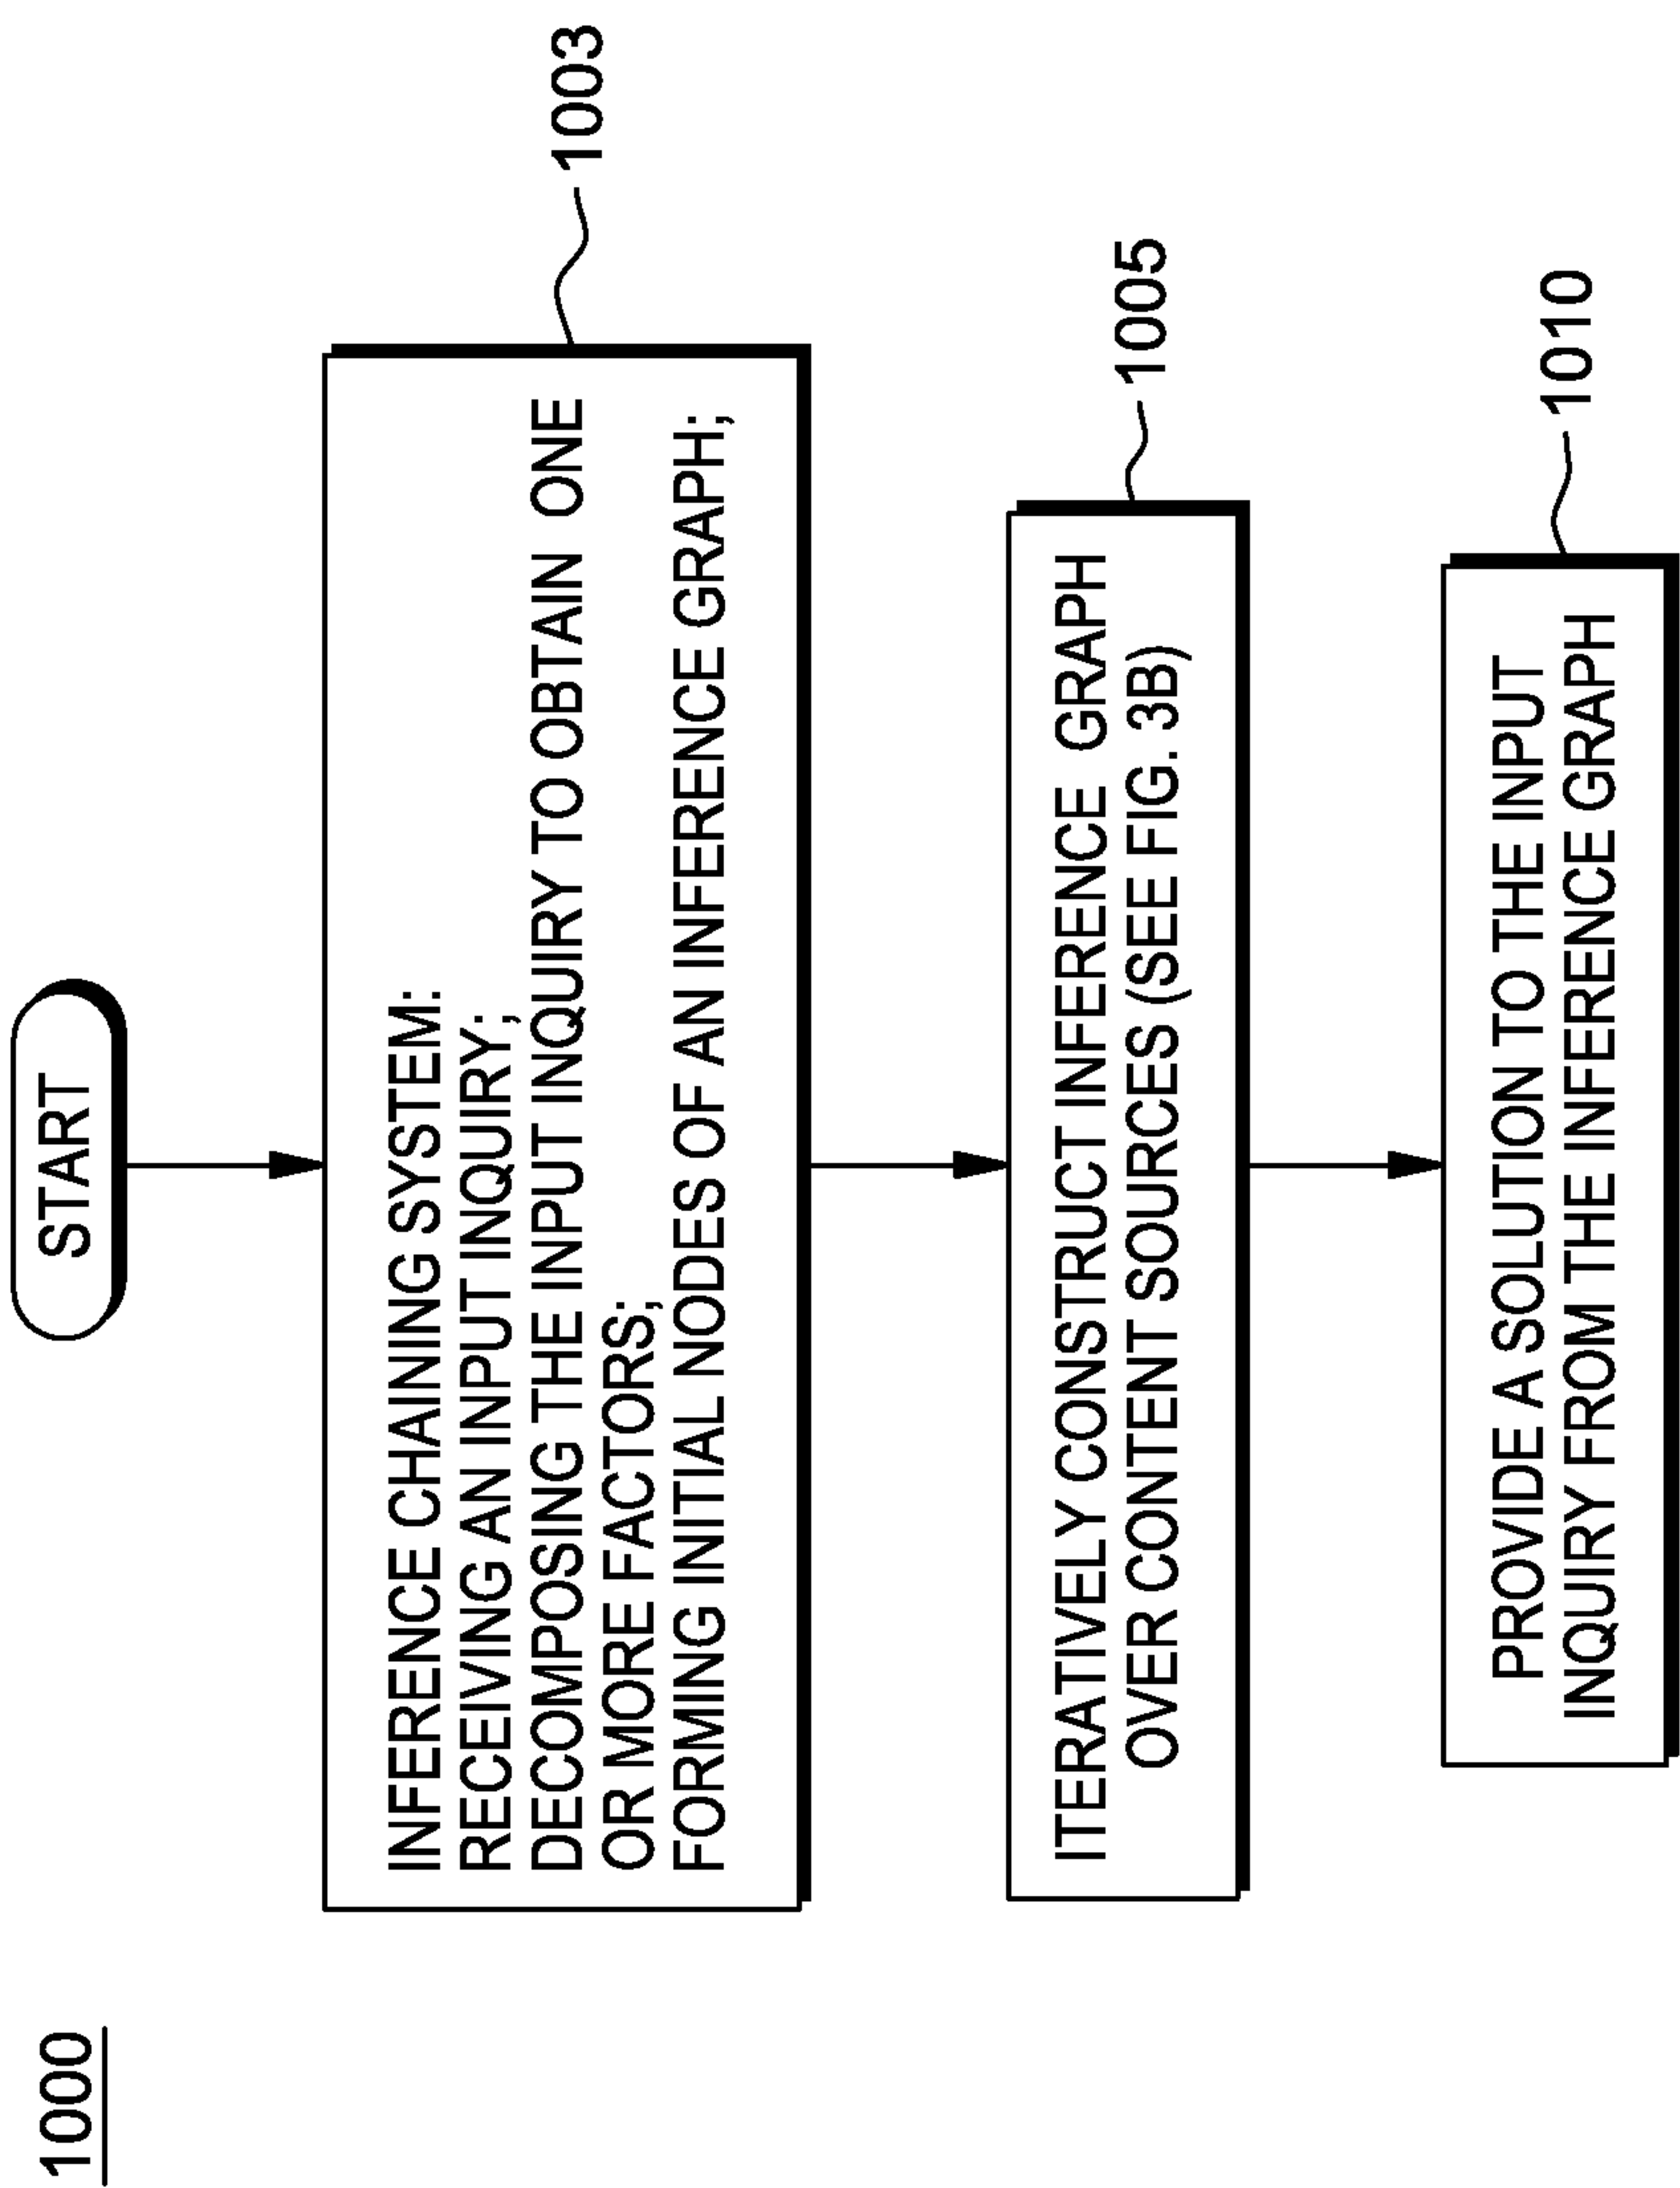 1000
START
INFERENCE CHAINING SYSTEM:
RECEIVING AN INPUT INQUIRY;
DECOMPOSING THE INPUT INQUIRY TO OBTAIN ONE
OR MORE FACTORS;
FORMING INITIAL NODES OF AN INFERENCE GRAPH;
1003
ITERATIVELY CONSTRUCT INFERENCE GRAPH
OVER CONTENT SOURCES (SEE FIG. 3B)
1005
PROVIDE A SOLUTION TO THE INPUT
INQUIRY FROM THE INFERENCE GRAPH
1010